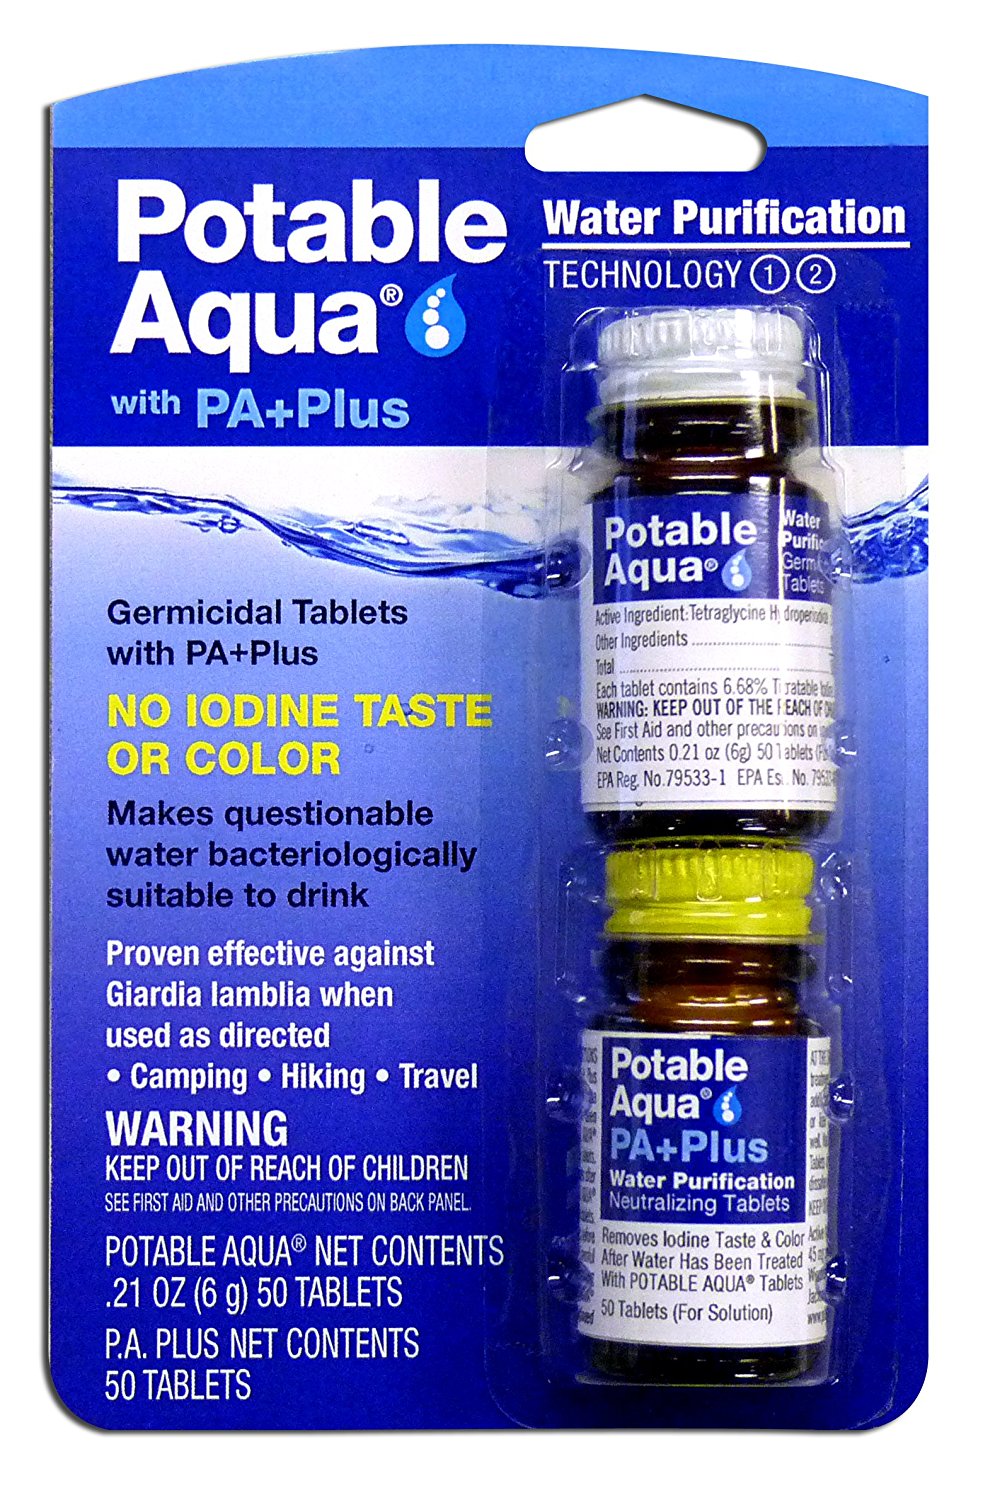 Potable
Aqua®
with PA+Plus
Water Purification
TECHNOLOGY 1 2
Germicidal Tablets
with PA+Plus
NO IODINE TASTE
OR COLOR
Makes questionable
water bacteriologically
suitable to drink
Proven effective against
Giardia lamblia when
used as directed
• Camping • Hiking • Travel
WARNING
KEEP OUT OF REACH OF CHILDREN
SEE FIRST AID AND OTHER PRECAUTIONS ON BACK PANEL.
POTABLE AQUA® NET CONTENTS
.21 OZ (6 g) 50 TABLETS
P.A. PLUS NET CONTENTS
50 TABLETS
Potable
Aqua®
Water
Tablets
Active Ingredient: Tetraglycine
Other Ingredients
Total
Each tablet contains 6.68%
WARNING: KEEP OUT OF THE REACH OF
See First Aid and other precautions on
Net Contents 0.21 oz (6g) 50 Tablets
EPA Reg. No.79533-1 EPA Es. No.
Potable
Aqua®
PA+Plus
Water Purification
Neutralizing Tablets
Removes Iodine Taste & Color
After Water Has Been Treated
With POTABLE AQUA® Tablets
50 Tablets (For Solution)